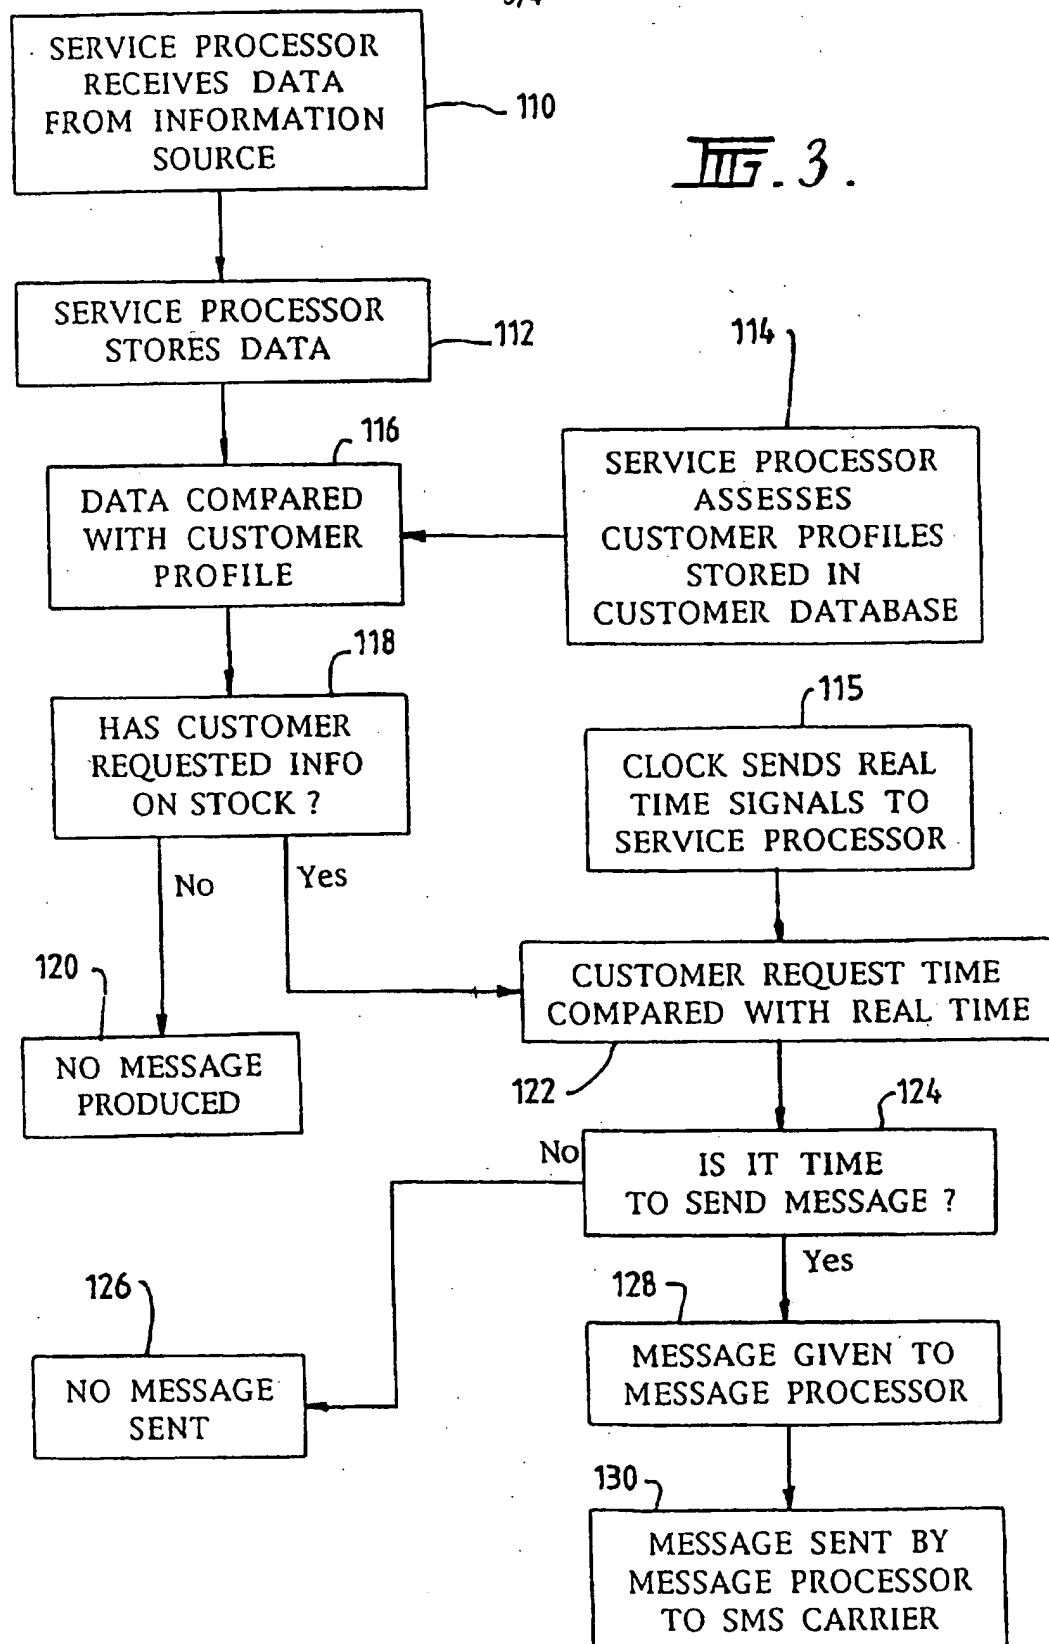 SERVICE PROCESSOR
RECEIVES DATA
FROM INFORMATION
SOURCE
110
FIG. 3.
SERVICE PROCESSOR
STORES DATA
112
114
116
DATA COMPARED
WITH CUSTOMER
PROFILE
SERVICE PROCESSOR
ASSESSES
CUSTOMER PROFILES
STORED IN
CUSTOMER DATABASE
118
HAS CUSTOMER
REQUESTED INFO
ON STOCK ?
115
CLOCK SENDS REAL
TIME SIGNALS TO
SERVICE PROCESSOR
No
Yes
120
NO MESSAGE
PRODUCED
CUSTOMER REQUEST TIME
COMPARED WITH REAL TIME
122
124
No
IS IT TIME
TO SEND MESSAGE ?
Yes
126
NO MESSAGE
SENT
128
MESSAGE GIVEN TO
MESSAGE PROCESSOR
130
MESSAGE SENT BY
MESSAGE PROCESSOR
TO SMS CARRIER